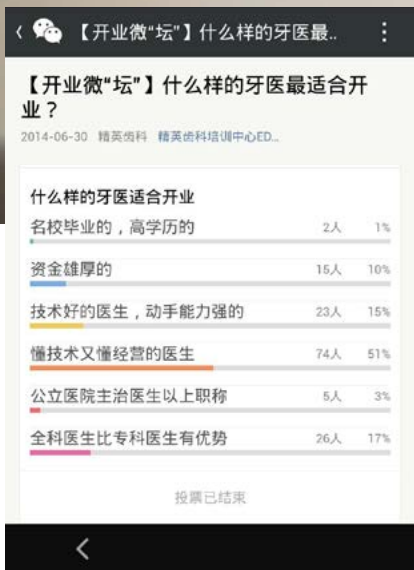 【开业微“坛”】什么样的牙医最..
【开业微“坛”】什么样的牙医最适合开
业？
2014-06-30 精英齿科 精英齿科培训中心ED...
什么样的牙医适合开业
名校毕业的，高学历的 2人 1%
资金雄厚的 15人 10%
技术好的医生，动手能力强的 23人 15%
懂技术又懂经营的医生 74人 51%
公立医院主治医生以上职称 5人 3%
全科医生比专科医生有优势 26人 17%
投票已结束